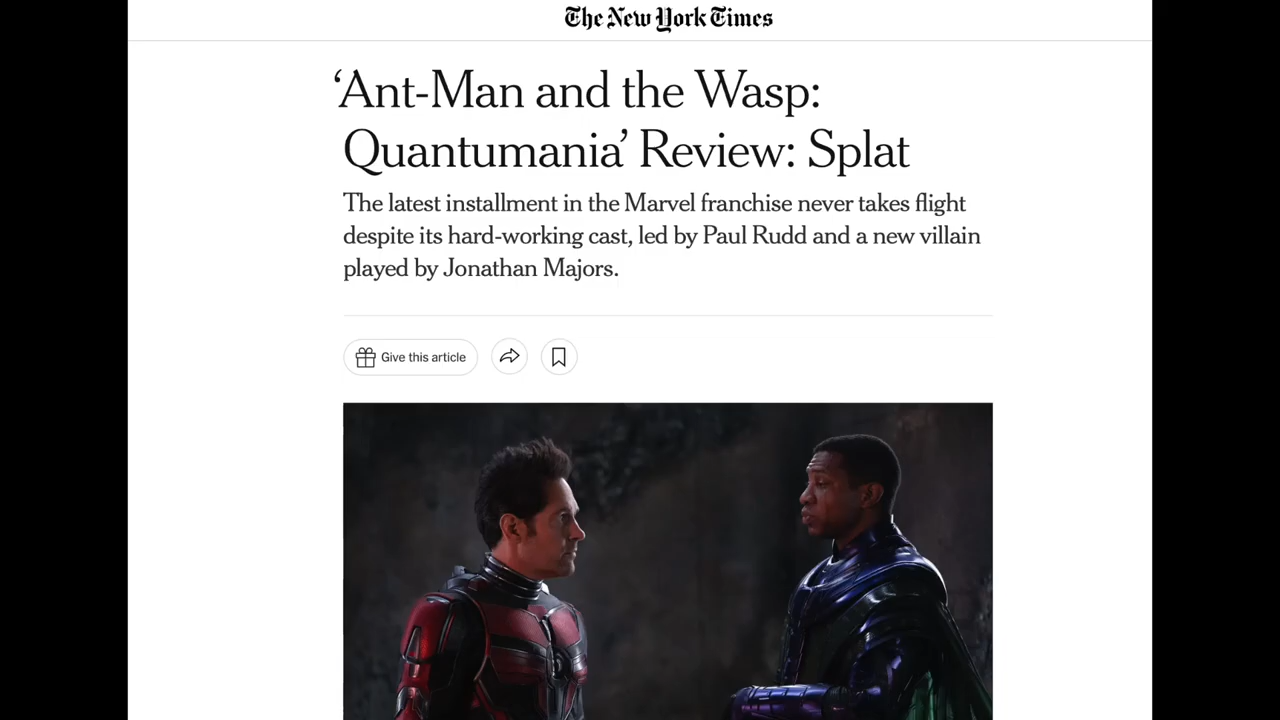 The New York Times
‘Ant-Man and the Wasp:
Quantumania’ Review: Splat
The latest installment in the Marvel franchise never takes flight
despite its hard-working cast, led by Paul Rudd and a new villain
played by Jonathan Majors.
Give this article